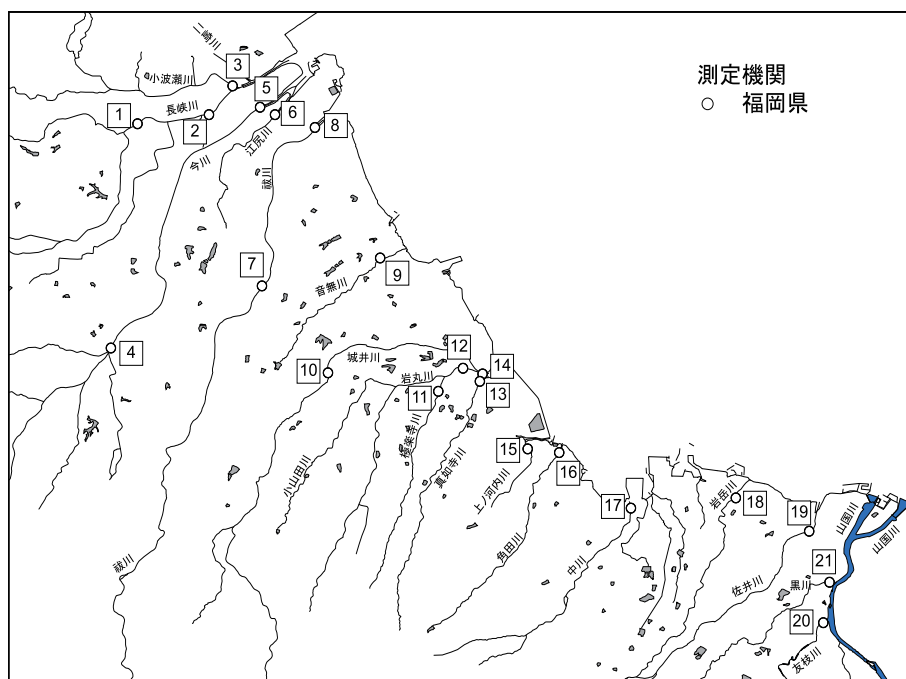 測定機関
○ 福岡県
二崎川
小波瀬川
長峡川
今川
江尻川
祓川
音無川
城井川
岩丸川
極楽寺川
真如寺川
小山田川
上ノ河内川
角田川
中川
岩岳川
佐井川
山国川
山国川
黒川
友枝川
祓川
1
2
3
4
5
6
7
8
9
10
11
12
13
14
15
16
17
18
19
20
21